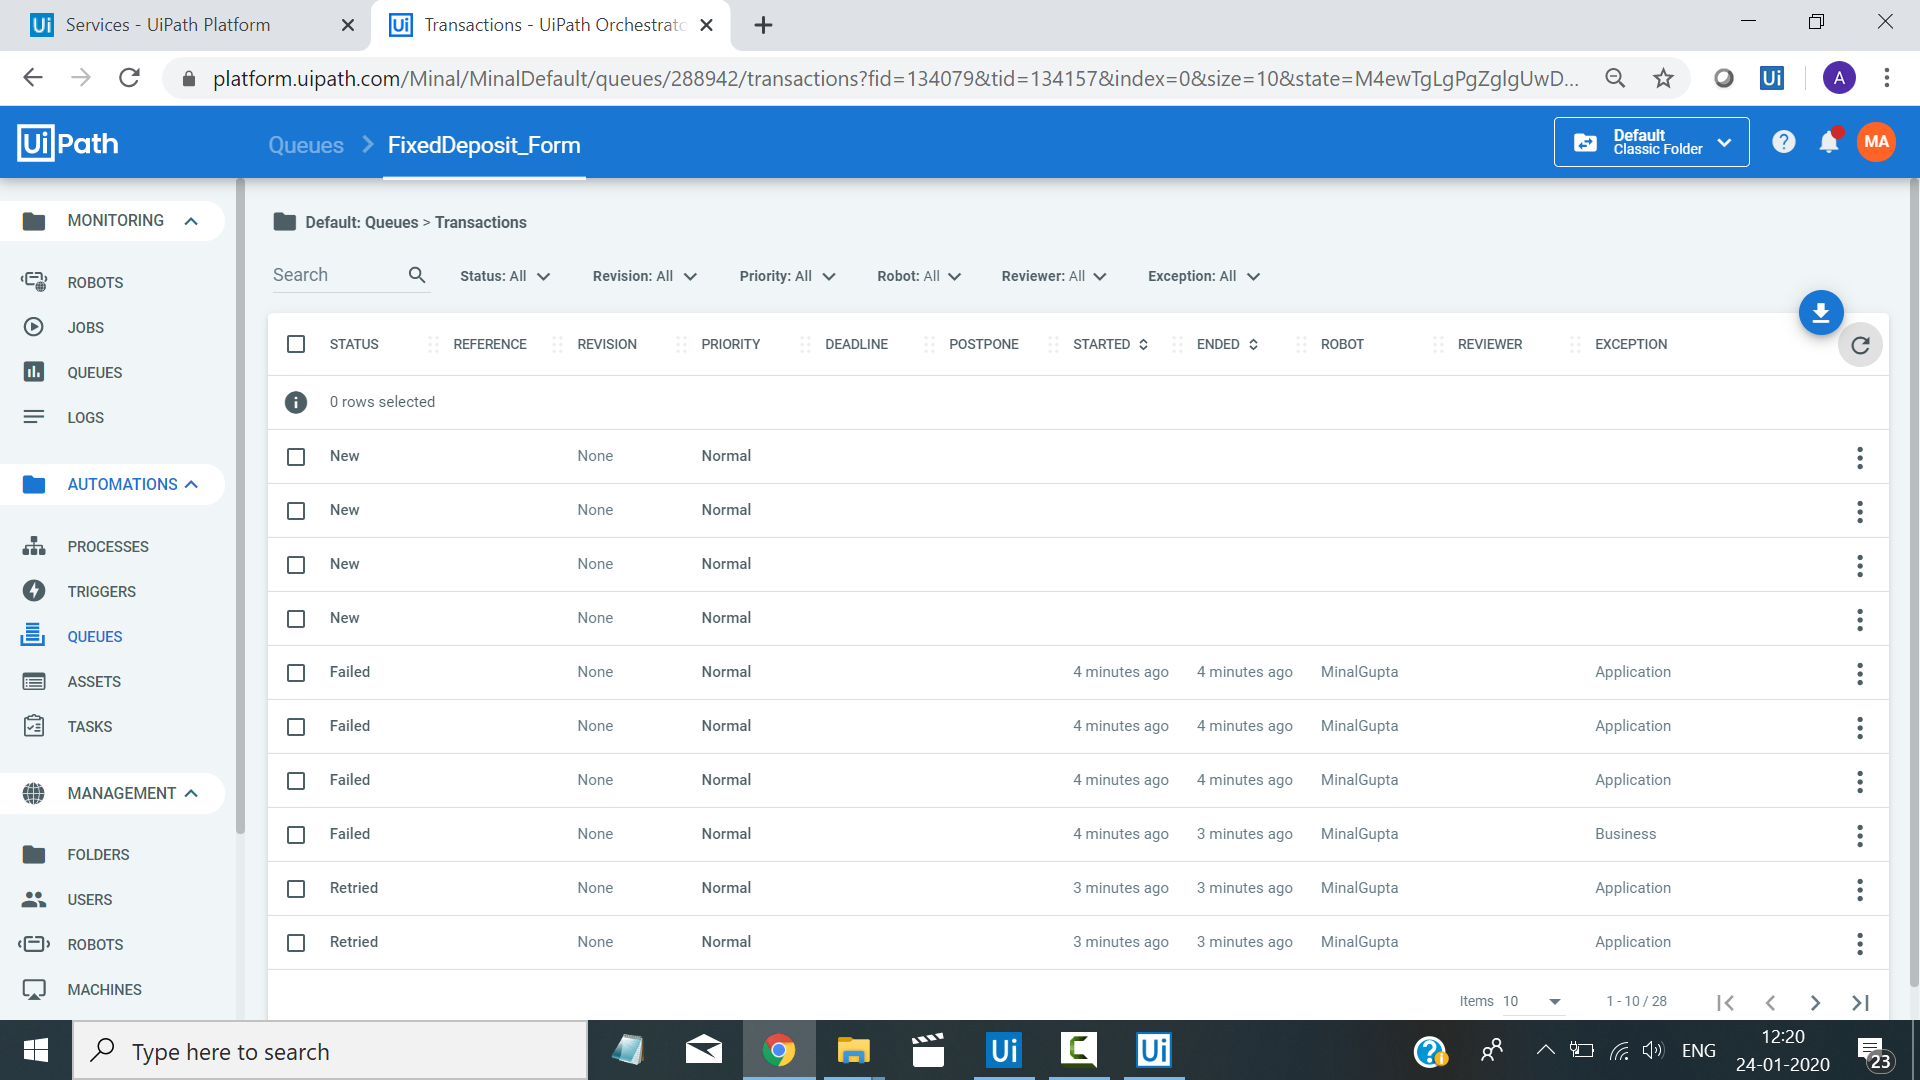 Ui Services - UiPath Platform
Ui Transactions - UiPath Orchestrato
platform.uipath.com/Minal/MinalDefault/queues/288942/transactions?fid=134079&tid=134157&index=0&size=10&state=M4ewTgLgPgZglgUwD... Ui A
Ui Path Queues FixedDeposit_Form Default
Classic Folder
? MA
MONITORING
ROBOTS
JOBS
QUEUES
LOGS
AUTOMATIONS
PROCESSES
TRIGGERS
QUEUES
ASSETS
TASKS
MANAGEMENT
FOLDERS
USERS
ROBOTS
MACHINES
Default: Queues > Transactions
Search Status: All Revision: All Priority: All Robot: All Reviewer: All Exception: All
STATUS REFERENCE REVISION PRIORITY DEADLINE POSTPONE STARTED ENDED ROBOT REVIEWER EXCEPTION
0 rows selected
New None Normal
New None Normal
New None Normal
New None Normal
Failed None Normal 4 minutes ago 4 minutes ago MinalGupta Application
Failed None Normal 4 minutes ago 4 minutes ago MinalGupta Application
Failed None Normal 4 minutes ago 4 minutes ago MinalGupta Application
Failed None Normal 4 minutes ago 3 minutes ago MinalGupta Business
Retried None Normal 3 minutes ago 3 minutes ago MinalGupta Application
Retried None Normal 3 minutes ago 3 minutes ago MinalGupta Application
Items 10 1 - 10 / 28
Type here to search Ui C Ui ? ENG 12:20
24-01-2020 23